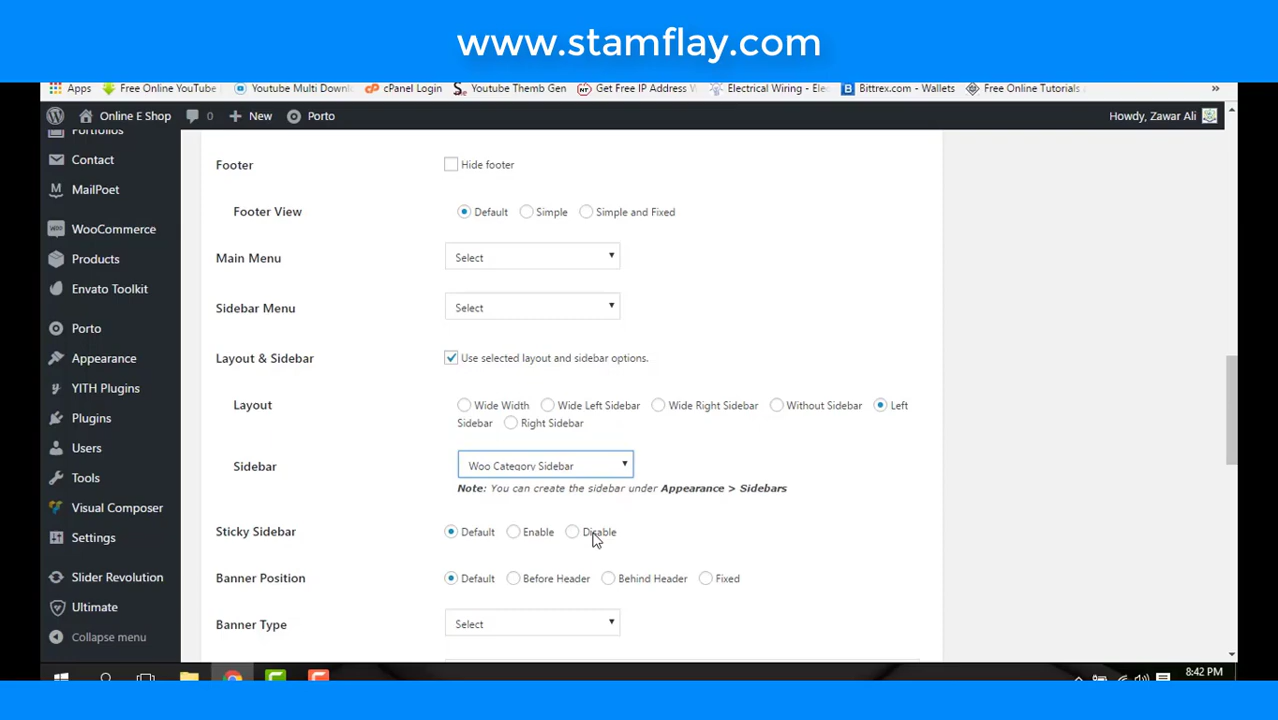 www.stamflay.com
Apps Free Online YouTube Youtube Multi Downl cPanel Login Youtube Themb Gen Get Free IP Address W Electrical Wiring - Elec Bittrex.com - Wallets Free Online Tutorials »
Online E Shop 0 New Porto Howdy, Zawar Ali
Portfolios
Contact
MailPoet
WooCommerce
Products
Envato Toolkit
Porto
Appearance
YITH Plugins
Plugins
Users
Tools
Visual Composer
Settings
Slider Revolution
Ultimate
Collapse menu
Footer Hide footer
Footer View Default Simple Simple and Fixed
Main Menu Select
Sidebar Menu Select
Layout & Sidebar Use selected layout and sidebar options.
Layout Wide Width Wide Left Sidebar Wide Right Sidebar Without Sidebar Left
Sidebar Right Sidebar
Sidebar Woo Category Sidebar
Note: You can create the sidebar under Appearance > Sidebars
Sticky Sidebar Default Enable Disable
Banner Position Default Before Header Behind Header Fixed
Banner Type Select
8:42 PM